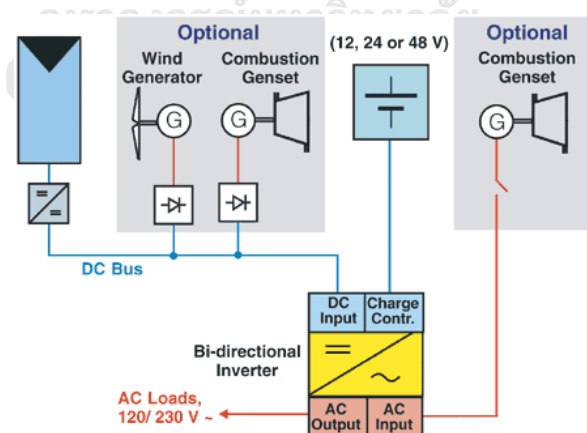 Optional
Wind
Generator
Combustion
Genset
G
G
(12, 24 or 48 V)
Optional
Combustion
Genset
G
DC Bus
DC
Input
Charge
Contr.
Bi-directional
Inverter
AC Loads,
120/ 230 V ~
AC
Output
AC
Input